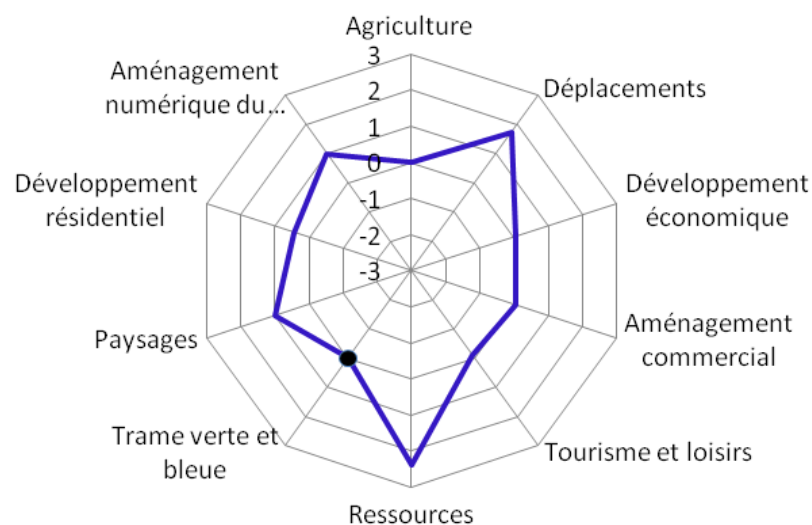 Agriculture
3
2
1
0
-1
-2
-3
Déplacements
Développement
économique
Aménagement
commercial
Tourisme et loisirs
Ressources
Trame verte et
bleue
Paysages
Développement
résidentiel
Aménagement
numérique du...